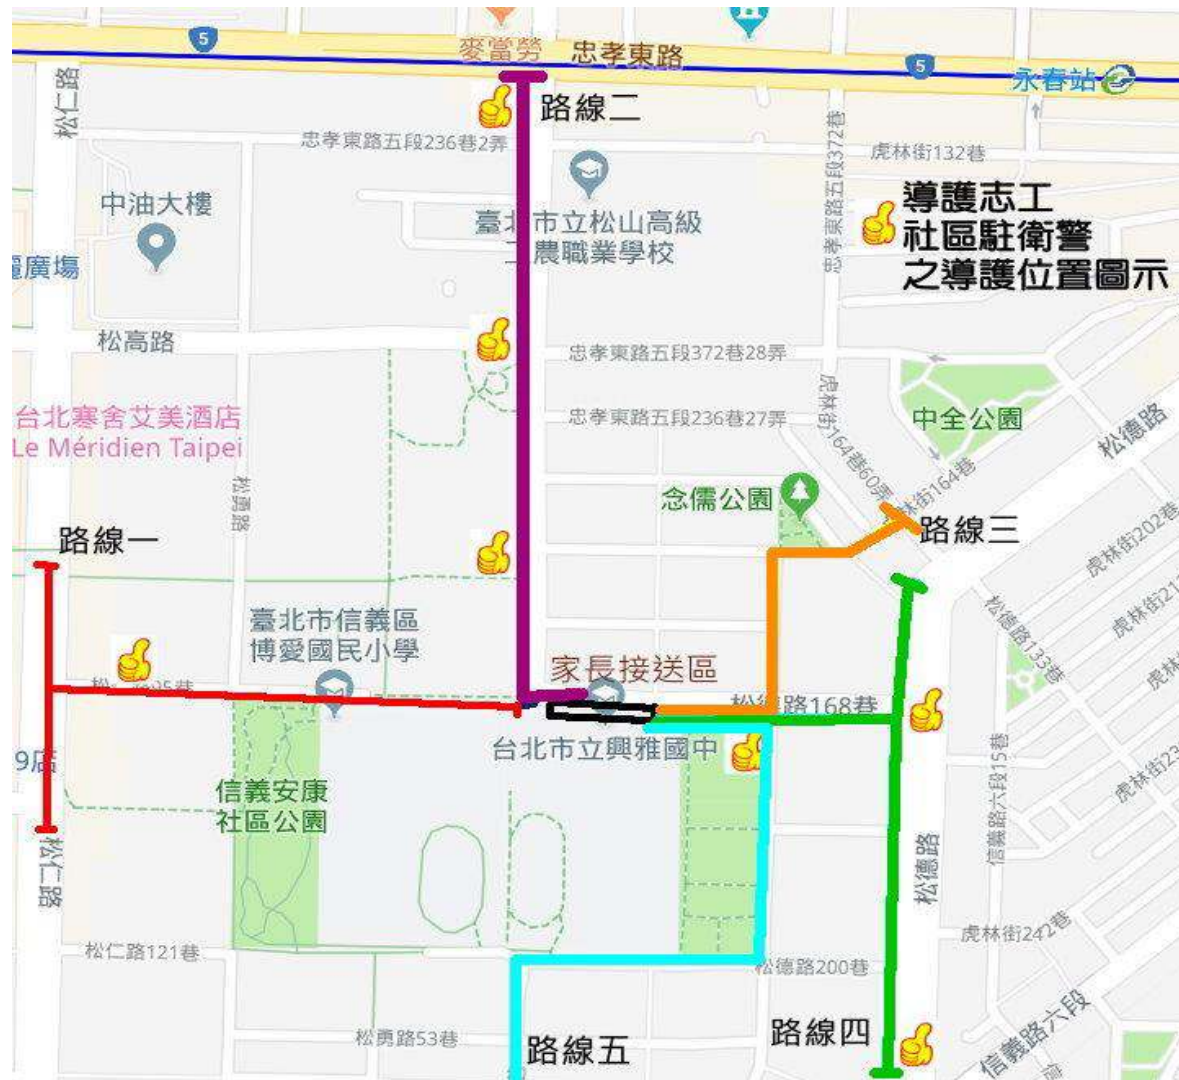 5
麥當勞
忠孝東路
5
永春站
松仁路
路線二
忠孝東路五段236巷2弄
忠孝東路五段372巷
虎林街132巷
中油大樓
臺北市立松山高級
農職業學校
導護志工
社區駐衛警
之導護位置圖示
廣塲
松高路
忠孝東路五段372巷28弄
台北寒舍艾美酒店
Le Méridien Taipei
忠孝東路五段236巷27弄
虎林街164巷60弄
中全公園
松德路
林街164巷
松勇路
念儒公園
路線一
路線三
虎林街202巷
臺北市信義區
博愛國民小學
松德路133巷
家長接送區
松德路168巷
台北市立興雅國中
9店
信義安康
社區公園
信義路六段15巷
松仁路
松德路
虎林街242巷
松仁路121巷
松德路200巷
松勇路53巷
路線五
路線四
信義路六段